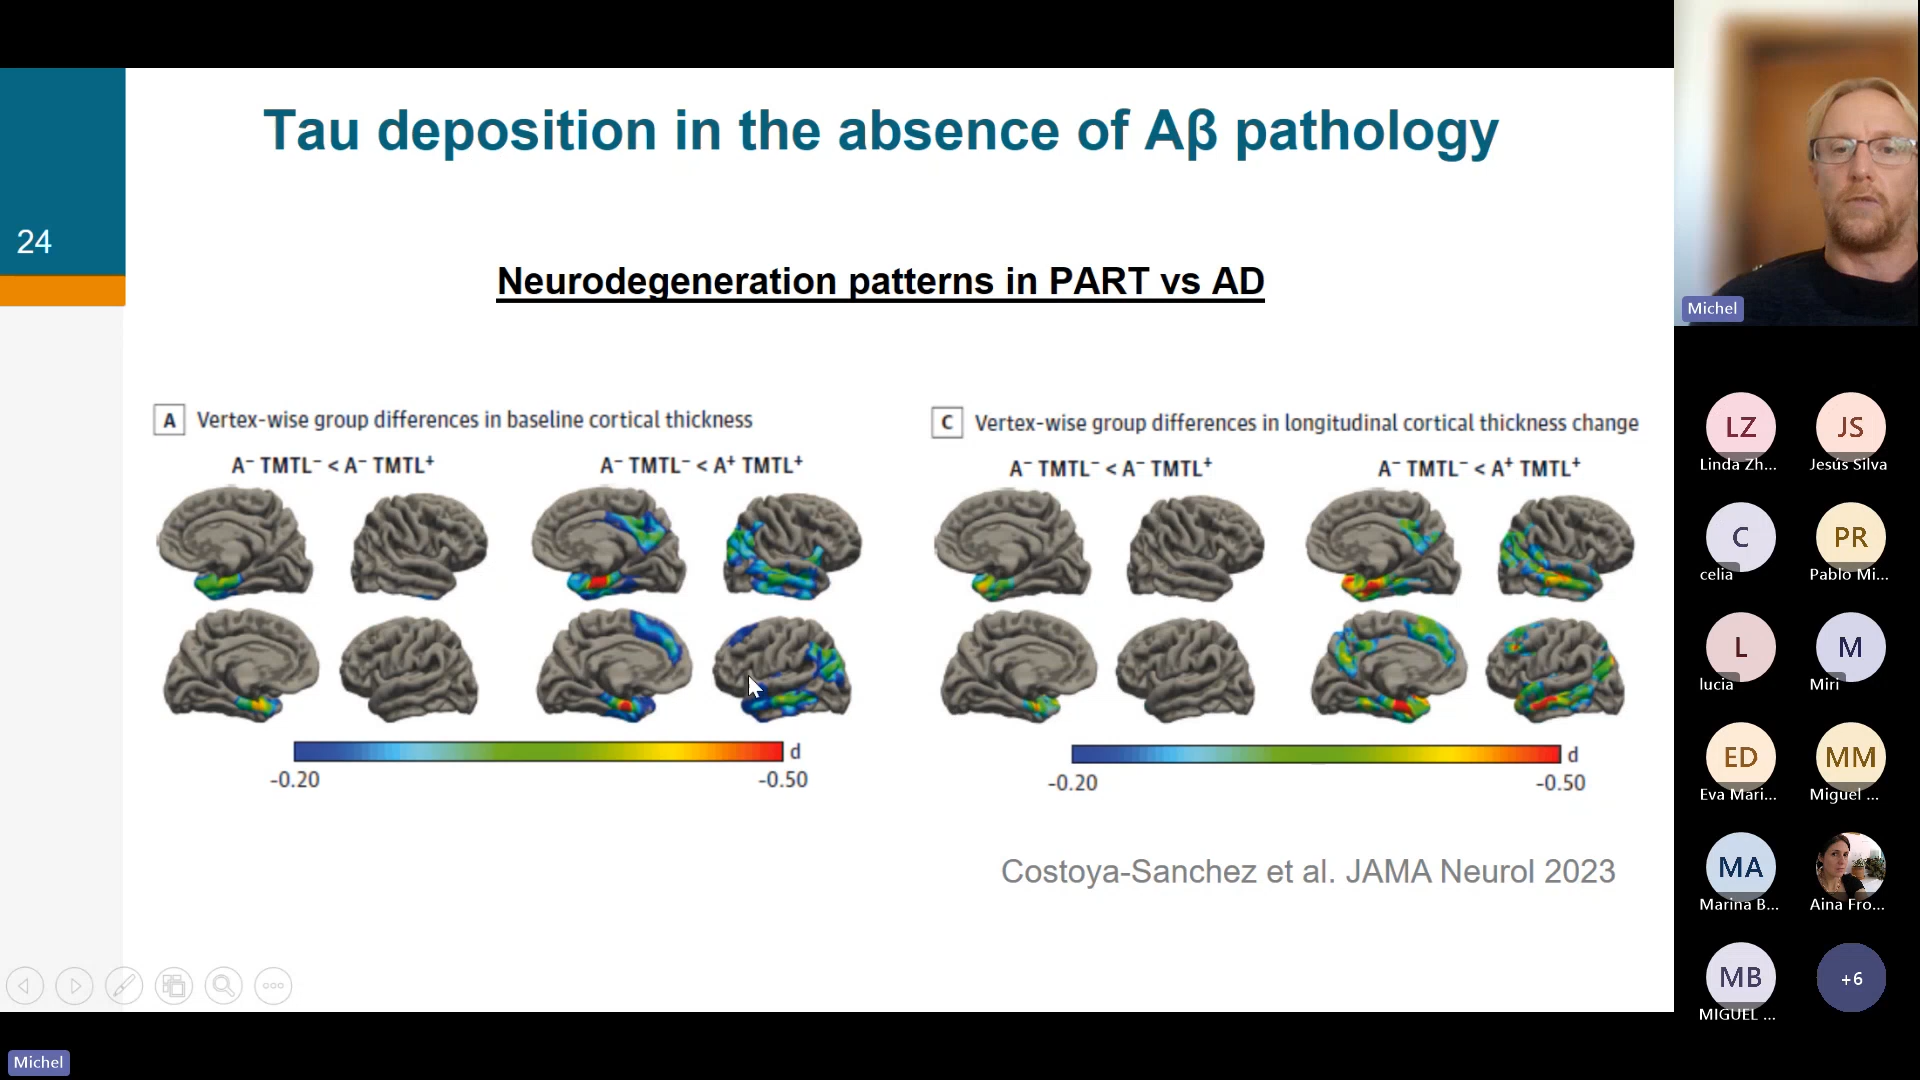 24
Tau deposition in the absence of Aβ pathology
Neurodegeneration patterns in PART vs AD
A Vertex-wise group differences in baseline cortical thickness
A⁻ TMTL⁻ < A⁻ TMTL⁺
A⁻ TMTL⁻ < A⁺ TMTL⁺
-0.20
-0.50
d
C Vertex-wise group differences in longitudinal cortical thickness change
A⁻ TMTL⁻ < A⁻ TMTL⁺
A⁻ TMTL⁻ < A⁺ TMTL⁺
-0.20
-0.50
d
Costoya-Sanchez et al. JAMA Neurol 2023
Michel
Michel
LZ
Linda Zh...
JS
Jesús Silva
C
celia
PR
Pablo Mi...
L
lucia
M
Miri
ED
Eva Mari...
MM
Miguel ...
MA
Marina B...
Aina Fro...
MB
MIGUEL ...
+6